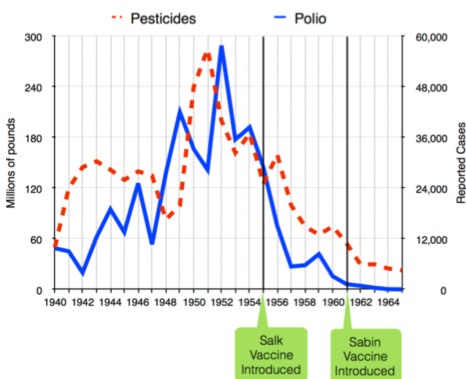 Pesticides Polio
300 60,000
240 48,000
180 36,000
120 24,000
60 12,000
0 0
Millions of pounds
Reported Cases
1940 1942 1944 1946 1948 1950 1952 1954 1956 1958 1960 1962 1964
Salk
Vaccine
Introduced
Sabin
Vaccine
Introduced